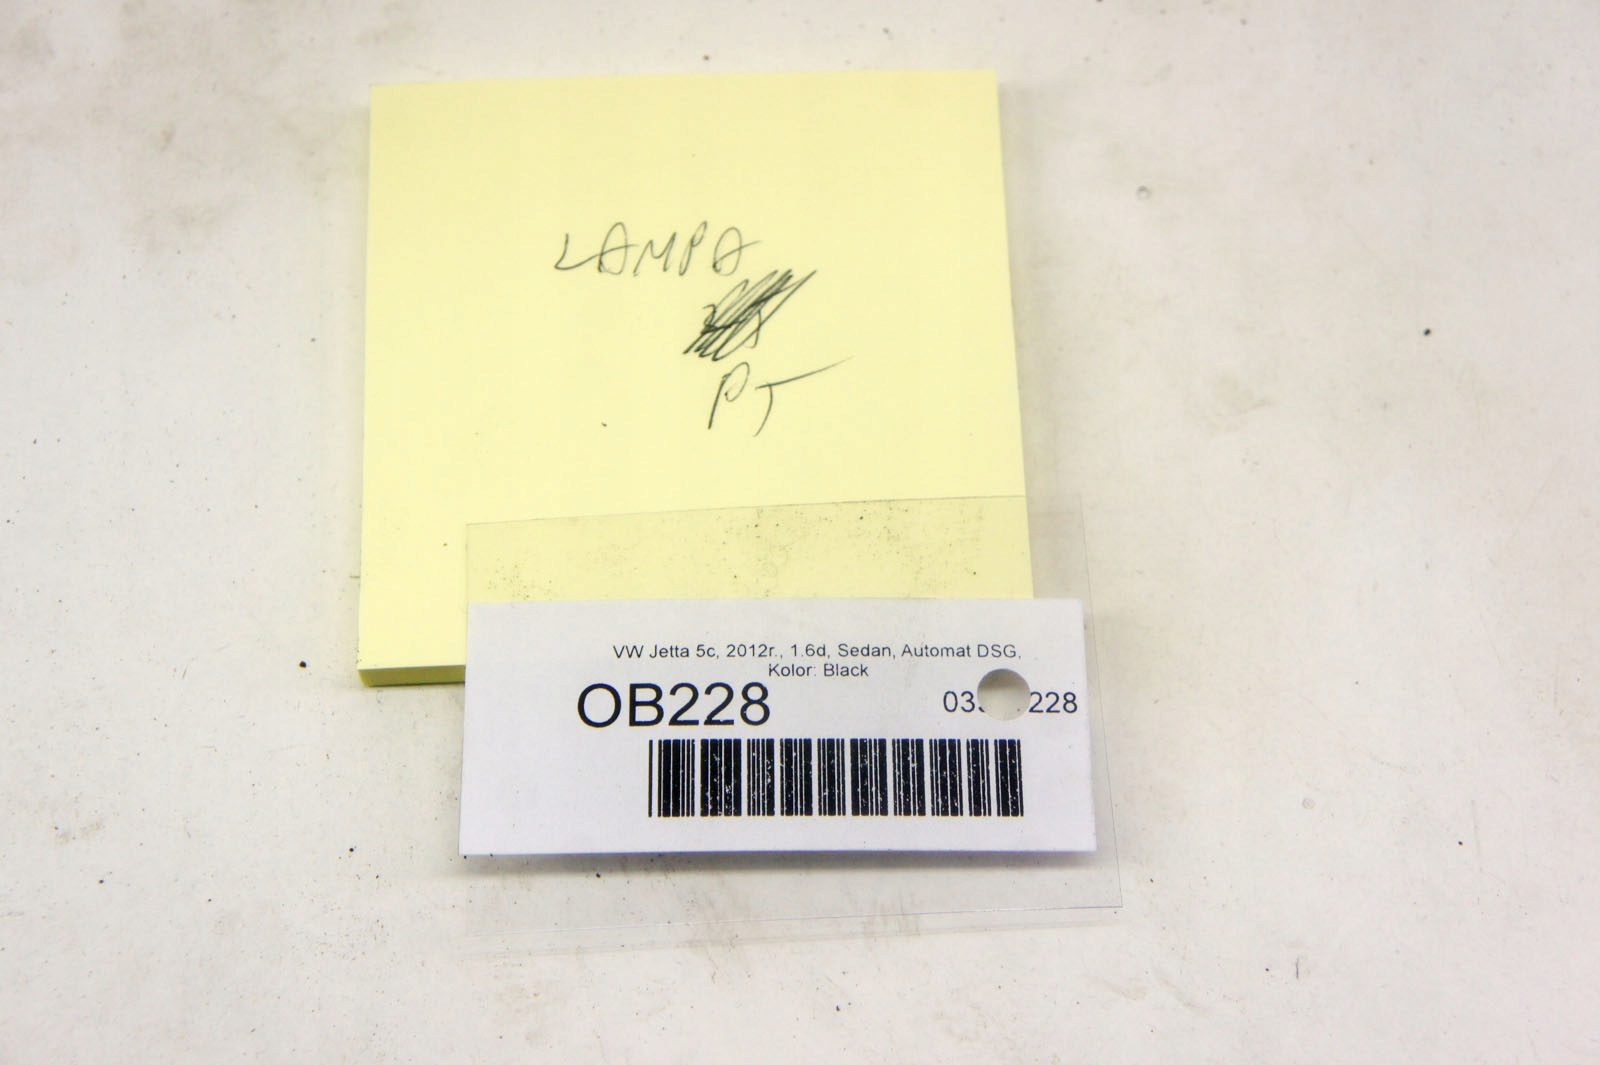 LAMPA
PT
VW Jetta 5c, 2012r., 1.6d, Sedan, Automat DSG,
Kolor: Black
OB228